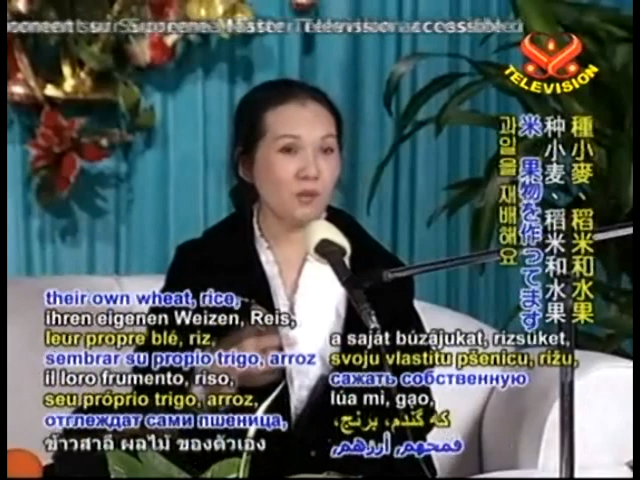 Supreme Master Television
accessible
TELEVISION
種小麥、稻米和水果
种小麦、稻米和水果
米、果物を作ってます
과일을 재배해요
their own wheat, rice,
ihren eigenen Weizen, Reis,
leur propre blé, riz,
sembrar su propio trigo, arroz
il loro frumento, riso,
seu próprio trigo, arroz,
отглеждат сами пшеница,
ข้าวสาลี ผลไม้ ของตัวเอง
a saját búzájukat, rizsüket,
svoju vlastitu pšenicu, rižu,
сажать собственную
lúa mì, gạo,
که گندم، برنج،
قمحهم أرزهم